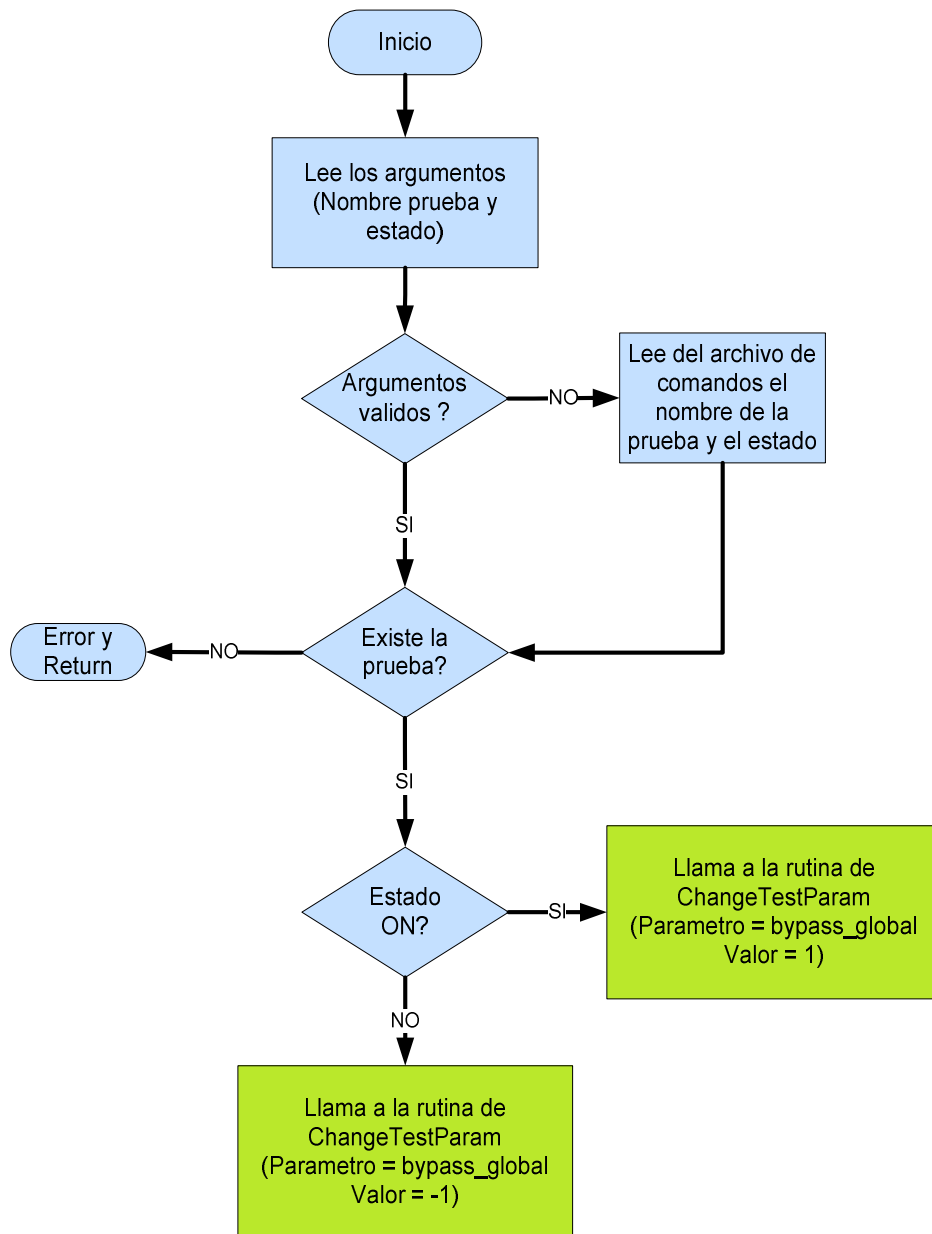 Inicio
Lee los argumentos
(Nombre prueba y
estado)
Argumentos
validos ?
NO
Lee del archivo de
comandos el
nombre de la
prueba y el estado
SI
Existe la
prueba?
NO
Error y
Return
SI
Estado
ON?
SI
Llama a la rutina de
ChangeTestParam
(Parametro = bypass_global
Valor = 1)
NO
Llama a la rutina de
ChangeTestParam
(Parametro = bypass_global
Valor = -1)